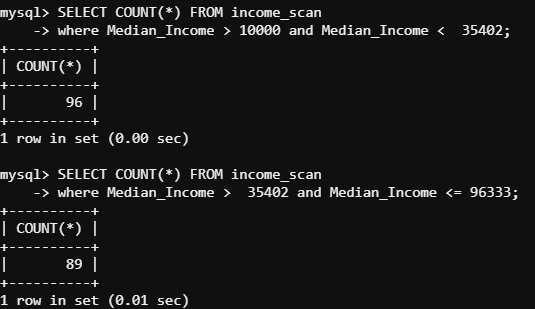 mysql> SELECT COUNT(*) FROM income_scan
    -> where Median_Income > 10000 and Median_Income <  35402;
+----------+
| COUNT(*) |
+----------+
|       96 |
+----------+
1 row in set (0.00 sec)

mysql> SELECT COUNT(*) FROM income_scan
    -> where Median_Income >  35402 and Median_Income <= 96333;
+----------+
| COUNT(*) |
+----------+
|       89 |
+----------+
1 row in set (0.01 sec)